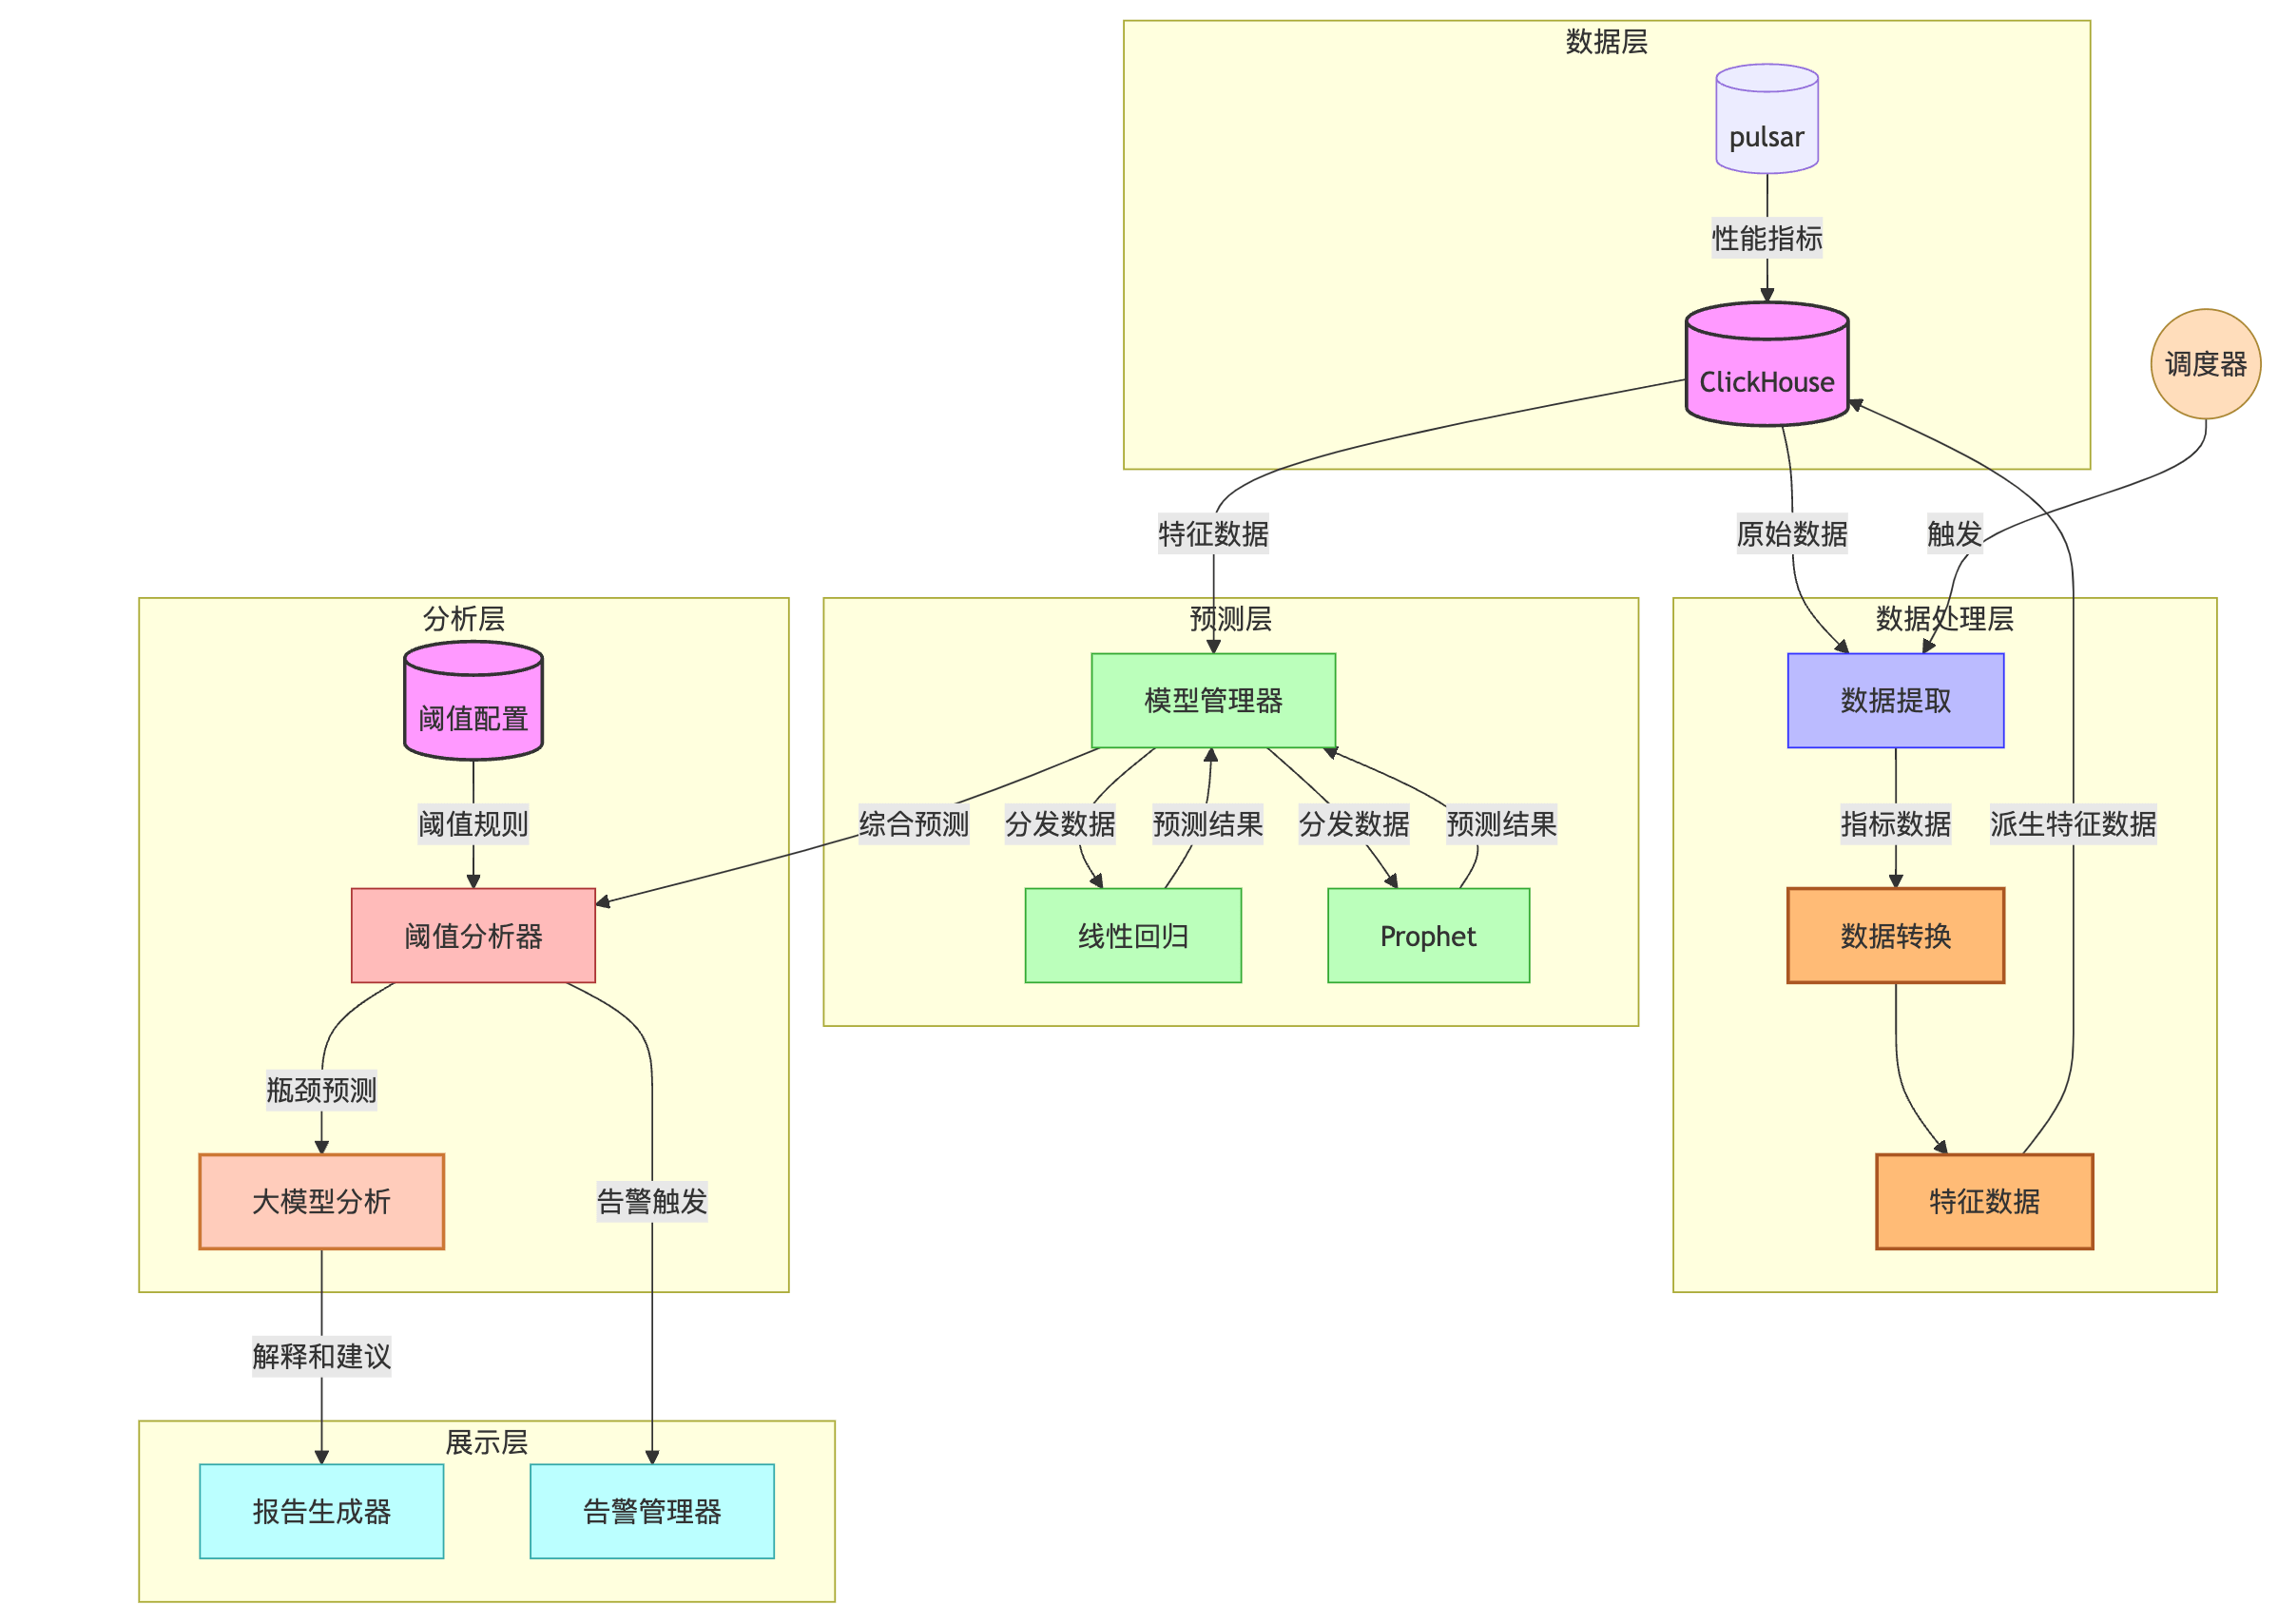 数据层
pulsar
性能指标
ClickHouse
调度器
特征数据
原始数据
触发
分析层
预测层
数据处理层
阈值配置
模型管理器
数据提取
阈值规则
综合预测
分发数据
预测结果
分发数据
预测结果
指标数据
派生特征数据
阈值分析器
线性回归
Prophet
数据转换
瓶颈预测
大模型分析
告警触发
特征数据
解释和建议
展示层
报告生成器
告警管理器